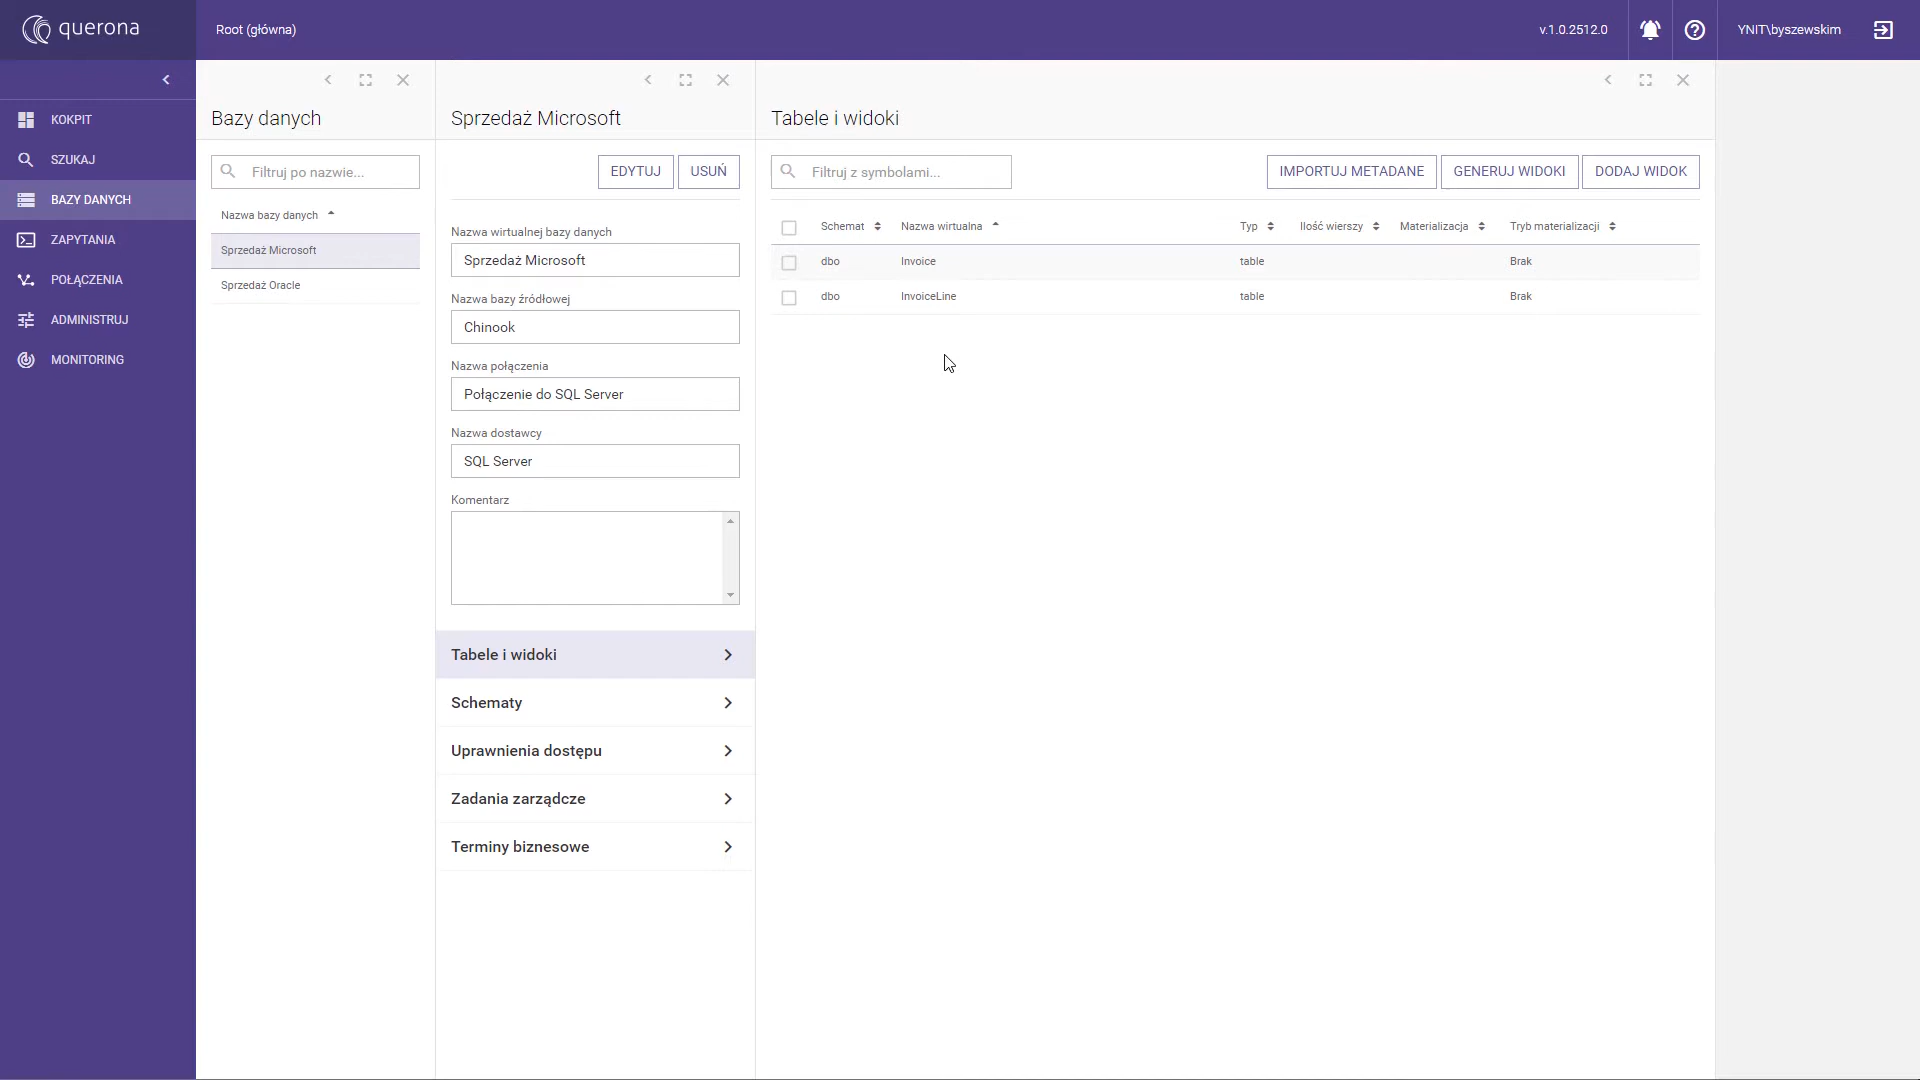 querona
Root (główna)
v.1.0.2512.0
YNIT\byszewskim
KOKPIT
SZUKAJ
BAZY DANYCH
ZAPYTANIA
POŁĄCZENIA
ADMINISTRUJ
MONITORING
Bazy danych
Filtruj po nazwie...
Nazwa bazy danych
Sprzedaż Microsoft
Sprzedaż Oracle
Sprzedaż Microsoft
EDYTUJ
USUŃ
Nazwa wirtualnej bazy danych
Sprzedaż Microsoft
Nazwa bazy źródłowej
Chinook
Nazwa połączenia
Połączenie do SQL Server
Nazwa dostawcy
SQL Server
Komentarz
Tabele i widoki
Schematy
Uprawnienia dostępu
Zadania zarządcze
Terminy biznesowe
Tabele i widoki
Filtruj z symbolami...
IMPORTUJ METADANE
GENERUJ WIDOKI
DODAJ WIDOK
Schemat Nazwa wirtualna Typ Ilość wierszy Materializacja Tryb materializacji
dbo Invoice table Brak
dbo InvoiceLine table Brak